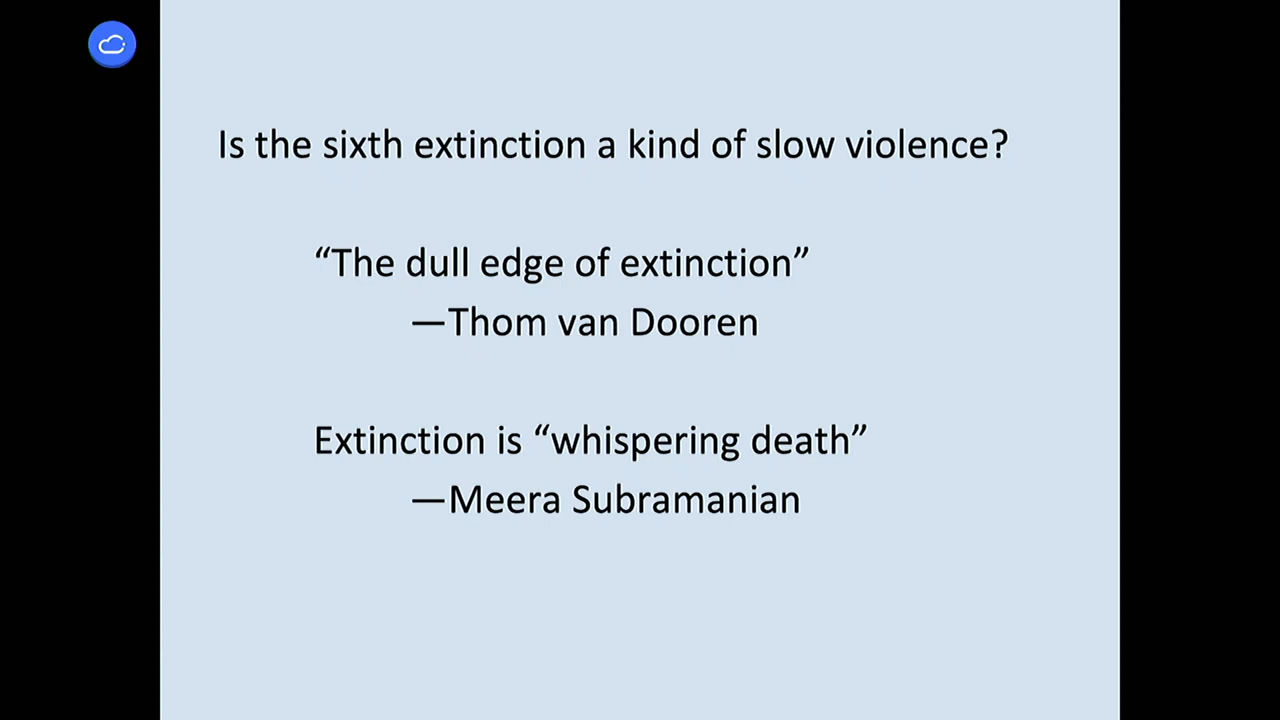 Is the sixth extinction a kind of slow violence?
“The dull edge of extinction”
—Thom van Dooren
Extinction is “whispering death”
—Meera Subramanian